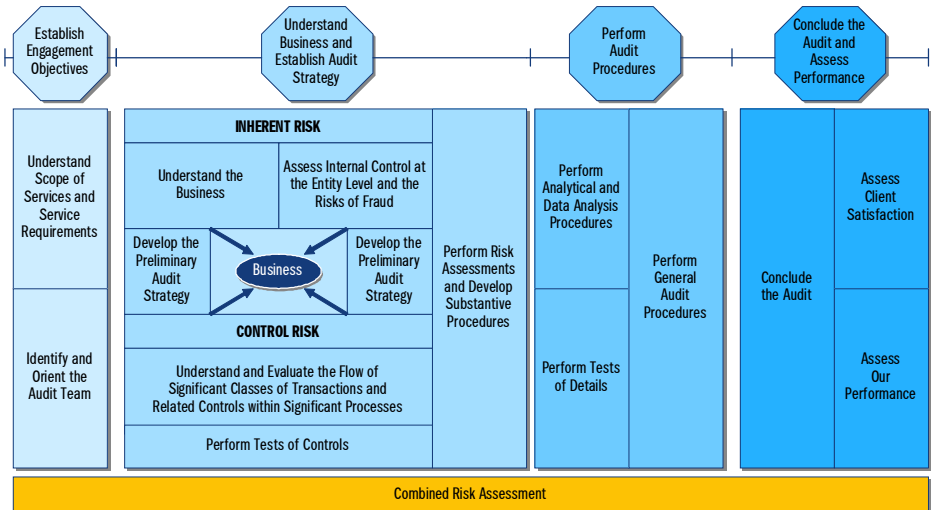 Establish
Engagement
Objectives
Understand
Business and
Establish Audit
Strategy
Perform
Audit
Procedures
Conclude the
Audit and
Assess
Performance
Understand
Scope of
Services and
Service
Requirements
Identify and
Orient the
Audit Team
INHERENT RISK
Understand the
Business
Assess Internal Control at
the Entity Level and the
Risks of Fraud
Develop the
Preliminary
Audit
Strategy
Business
Develop the
Preliminary
Audit
Strategy
CONTROL RISK
Understand and Evaluate the Flow of
Significant Classes of Transactions and
Related Controls within Significant Processes
Perform Tests of Controls
Perform Risk
Assessments
and Develop
Substantive
Procedures
Perform
Analytical and
Data Analysis
Procedures
Perform Tests
of Details
Perform
General
Audit
Procedures
Conclude
the Audit
Assess
Client
Satisfaction
Assess
Our
Performance
Combined Risk Assessment